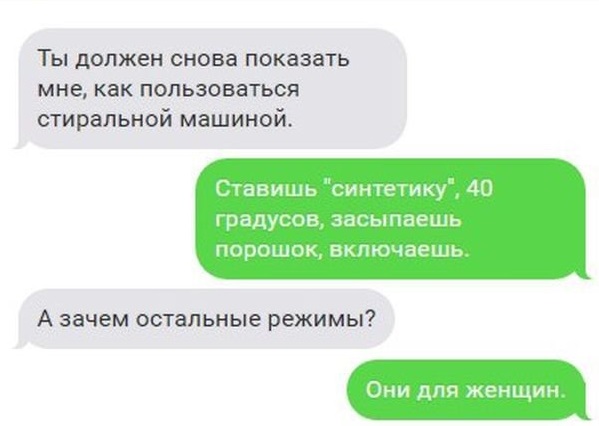 Ты должен снова показать
мне, как пользоваться
стиральной машиной.
Ставишь "синтетику", 40
градусов, засыпаешь
порошок, включаешь.
А зачем остальные режимы?
Они для женщин.